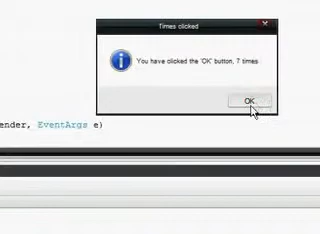 Times clicked
You have clicked the 'OK' button, 7 times
OK
ender, EventArgs e)